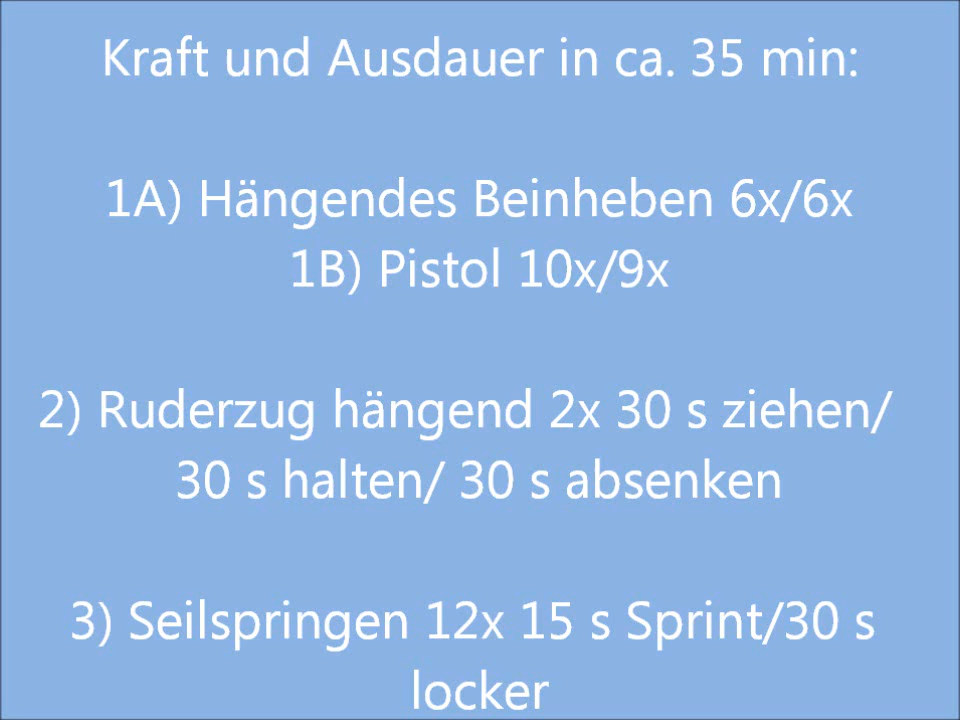 Kraft und Ausdauer in ca. 35 min:
1A) Hängendes Beinheben 6x/6x
1B) Pistol 10x/9x
2) Ruderzug hängend 2x 30 s ziehen/
30 s halten/ 30 s absenken
3) Seilspringen 12x 15 s Sprint/30 s
locker